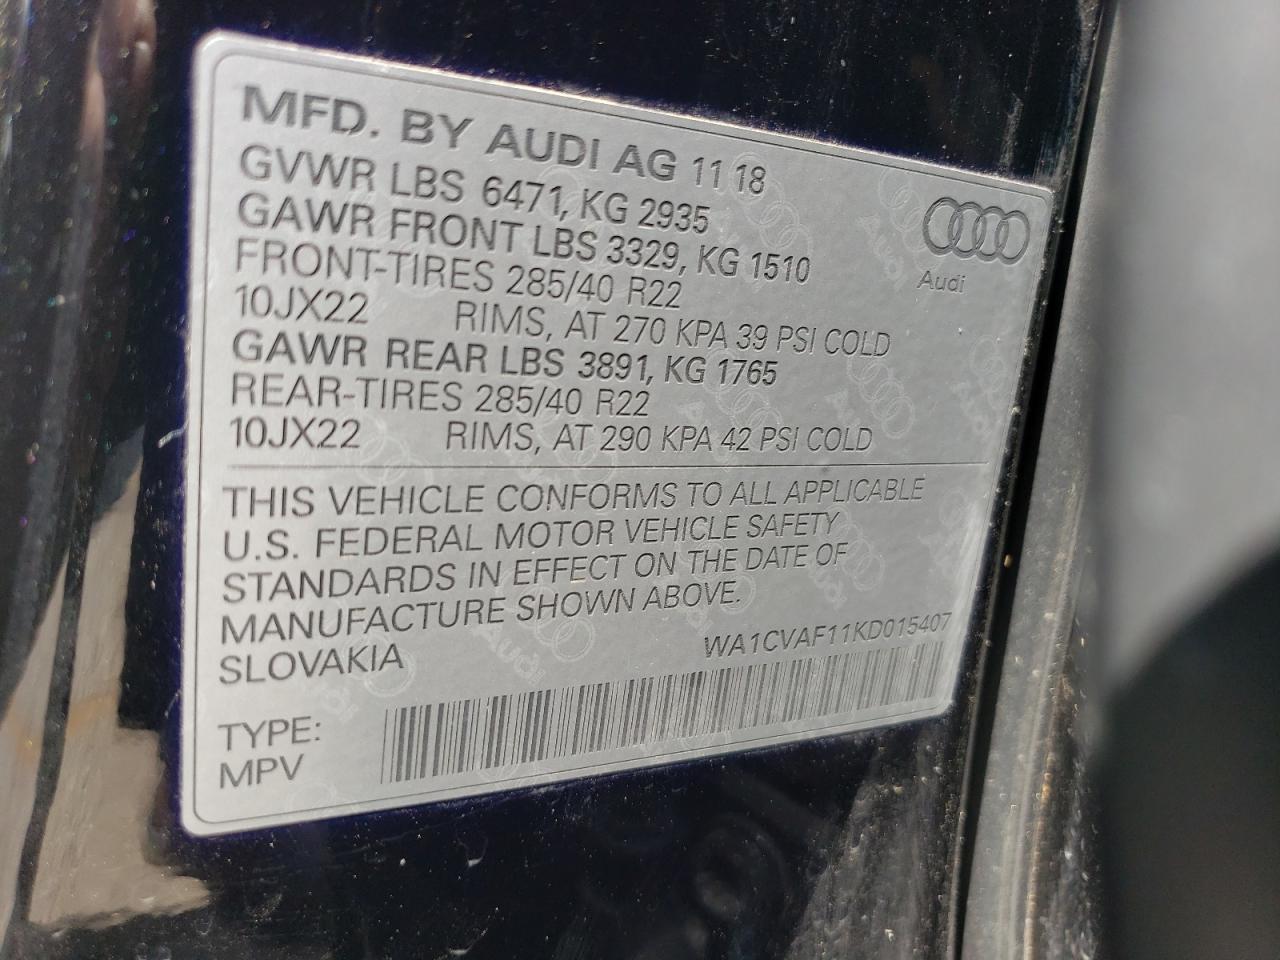 MFD. BY AUDI AG 11 18
GVWR LBS 6471, KG 2935
GAWR FRONT LBS 3329, KG 1510
FRONT-TIRES 285/40 R22
10JX22 RIMS, AT 270 KPA 39 PSI COLD
GAWR REAR LBS 3891, KG 1765
REAR-TIRES 285/40 R22
10JX22 RIMS, AT 290 KPA 42 PSI COLD
Audi
THIS VEHICLE CONFORMS TO ALL APPLICABLE
U.S. FEDERAL MOTOR VEHICLE SAFETY
STANDARDS IN EFFECT ON THE DATE OF
MANUFACTURE SHOWN ABOVE.
SLOVAKIA
WA1CVAF11KD015407
TYPE:
MPV